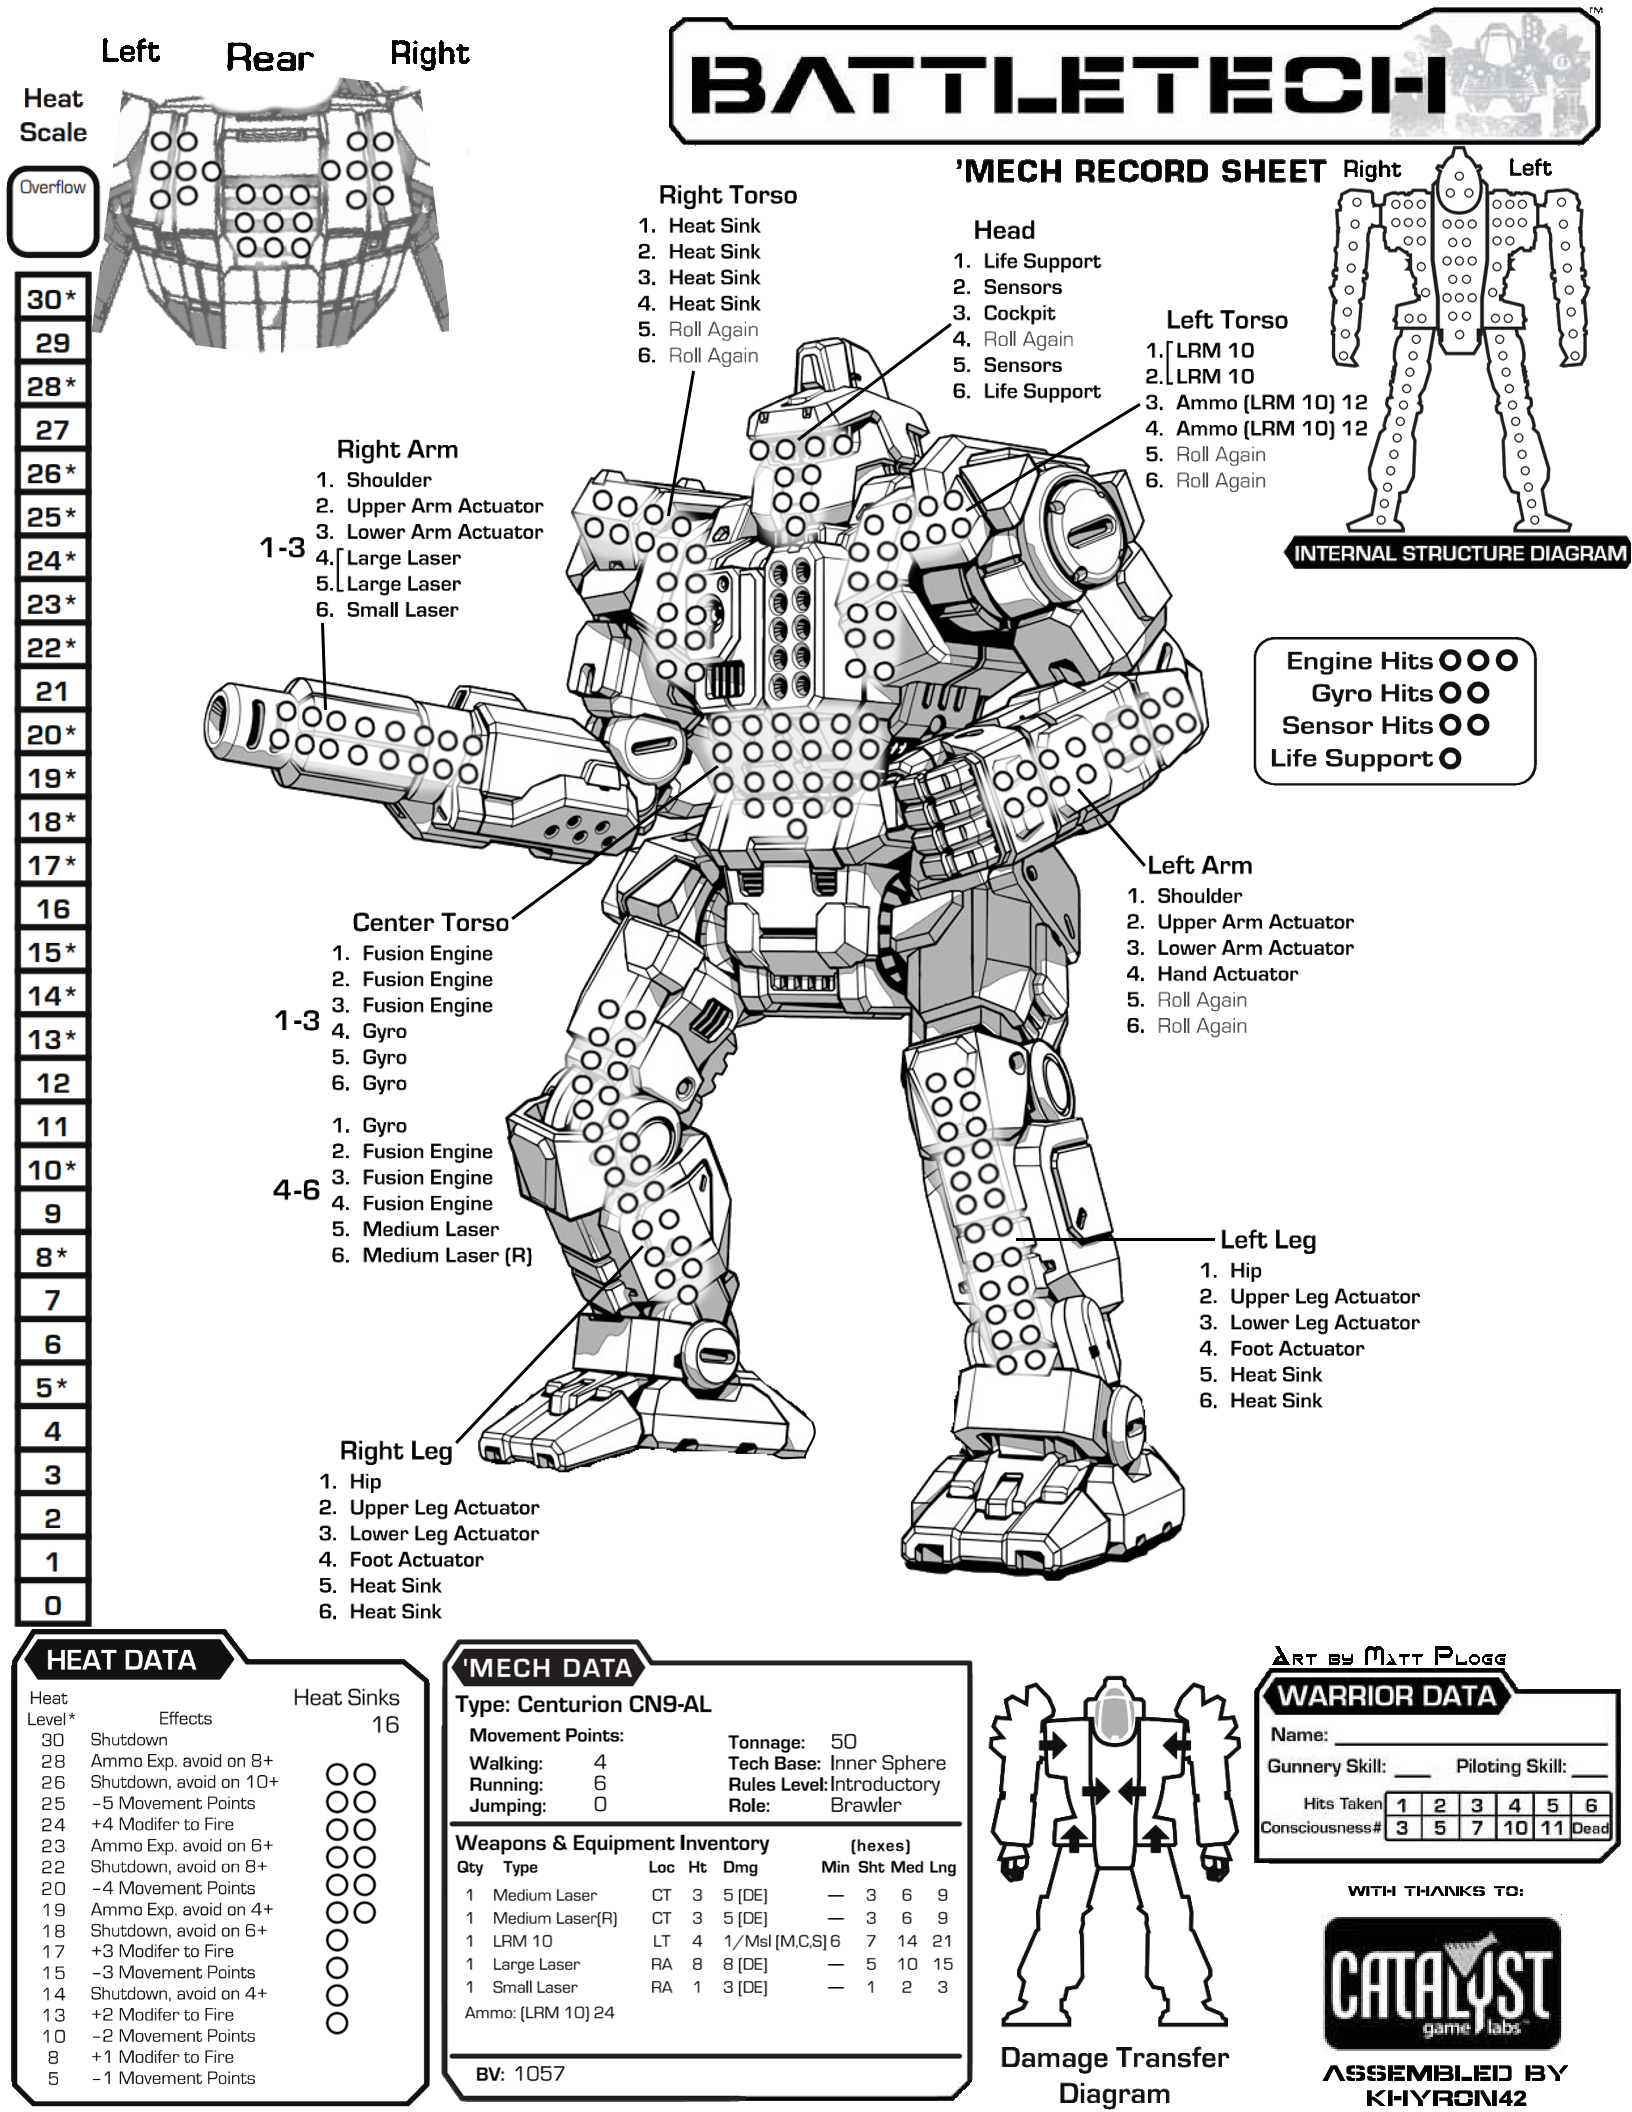 Left Rear Right
BATTLETECH
™
'MECH RECORD SHEET
Heat
Scale
Overflow
30*
29
28*
27
26*
25*
24*
23*
22*
21
20*
19*
18*
17*
16
15*
14*
13*
12
11
10*
9
8*
7
6
5*
4
3
2
1
0
Right Torso
1. Heat Sink
2. Heat Sink
3. Heat Sink
4. Heat Sink
5. Roll Again
6. Roll Again
Head
1. Life Support
2. Sensors
3. Cockpit
4. Roll Again
5. Sensors
6. Life Support
Left Torso
1. LRM 10
2. LRM 10
3. Ammo (LRM 10) 12
4. Ammo (LRM 10) 12
5. Roll Again
6. Roll Again
Right Left
INTERNAL STRUCTURE DIAGRAM
Right Arm
1-3
1. Shoulder
2. Upper Arm Actuator
3. Lower Arm Actuator
4. Large Laser
5. Large Laser
6. Small Laser
Engine Hits
Gyro Hits
Sensor Hits
Life Support
Left Arm
1. Shoulder
2. Upper Arm Actuator
3. Lower Arm Actuator
4. Hand Actuator
5. Roll Again
6. Roll Again
Center Torso
1-3
1. Fusion Engine
2. Fusion Engine
3. Fusion Engine
4. Gyro
5. Gyro
6. Gyro
4-6
1. Gyro
2. Fusion Engine
3. Fusion Engine
4. Fusion Engine
5. Medium Laser
6. Medium Laser (R)
Left Leg
1. Hip
2. Upper Leg Actuator
3. Lower Leg Actuator
4. Foot Actuator
5. Heat Sink
6. Heat Sink
Right Leg
1. Hip
2. Upper Leg Actuator
3. Lower Leg Actuator
4. Foot Actuator
5. Heat Sink
6. Heat Sink
HEAT DATA
Heat
Level* Effects
Heat Sinks
16
30 Shutdown
28 Ammo Exp. avoid on 8+
26 Shutdown, avoid on 10+
25 -5 Movement Points
24 +4 Modifer to Fire
23 Ammo Exp. avoid on 6+
22 Shutdown, avoid on 8+
20 -4 Movement Points
19 Ammo Exp. avoid on 4+
18 Shutdown, avoid on 6+
17 +3 Modifer to Fire
15 -3 Movement Points
14 Shutdown, avoid on 4+
13 +2 Modifer to Fire
10 -2 Movement Points
8 +1 Modifer to Fire
5 -1 Movement Points
'MECH DATA
Type: Centurion CN9-AL
Movement Points:
Walking: 4
Running: 6
Jumping: 0
Tonnage: 50
Tech Base: Inner Sphere
Rules Level: Introductory
Role: Brawler
Weapons & Equipment Inventory (hexes)
Qty Type Loc Ht Dmg Min Sht Med Lng
1 Medium Laser CT 3 5 [DE] — 3 6 9
1 Medium Laser(R) CT 3 5 [DE] — 3 6 9
1 LRM 10 LT 4 1/Msl [M,C,S] 6 7 14 21
1 Large Laser RA 8 8 [DE] — 5 10 15
1 Small Laser RA 1 3 [DE] — 1 2 3
Ammo: (LRM 10) 24
BV: 1057
Damage Transfer
Diagram
Art by Matt Plogg
WARRIOR DATA
Name:
Gunnery Skill: Piloting Skill:
Hits Taken 1 2 3 4 5 6
Consciousness# 3 5 7 10 11 Dead
WITH THANKS TO:
CATALYST
game labs™
ASSEMBLED BY
KHYRON42